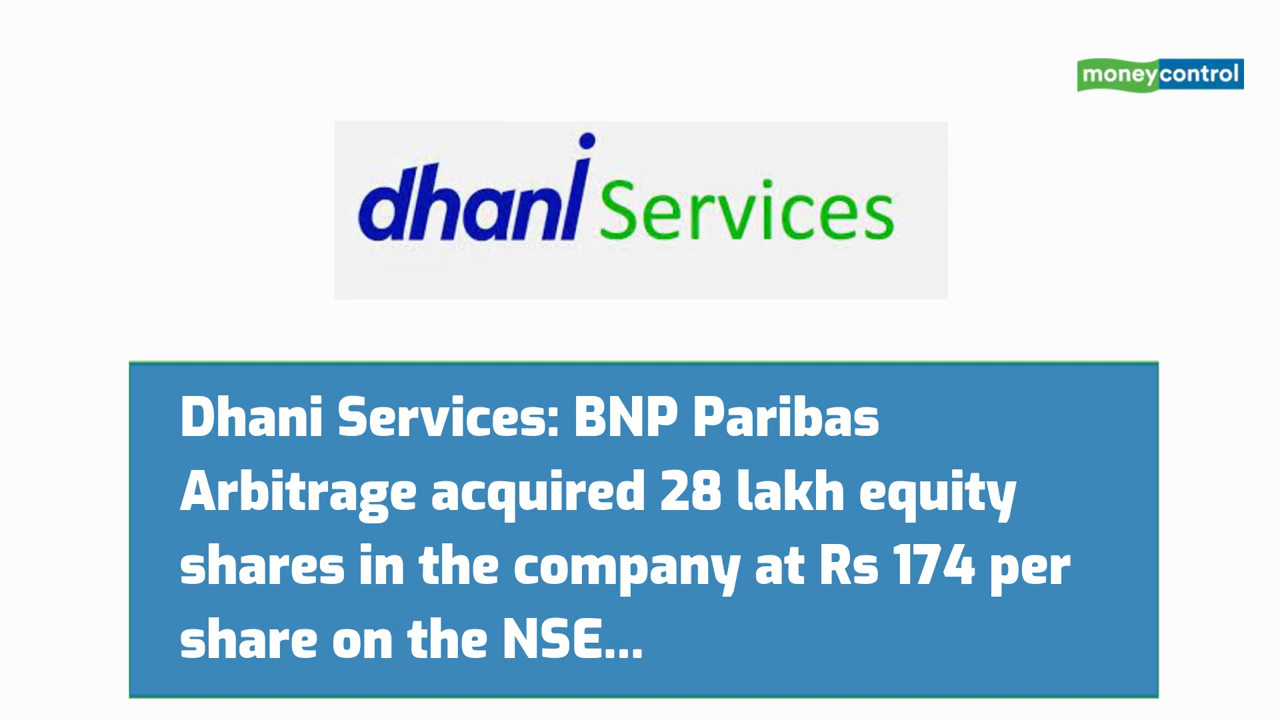 moneycontrol
dhani Services
Dhani Services: BNP Paribas
Arbitrage acquired 28 lakh equity
shares in the company at Rs 174 per
share on the NSE...